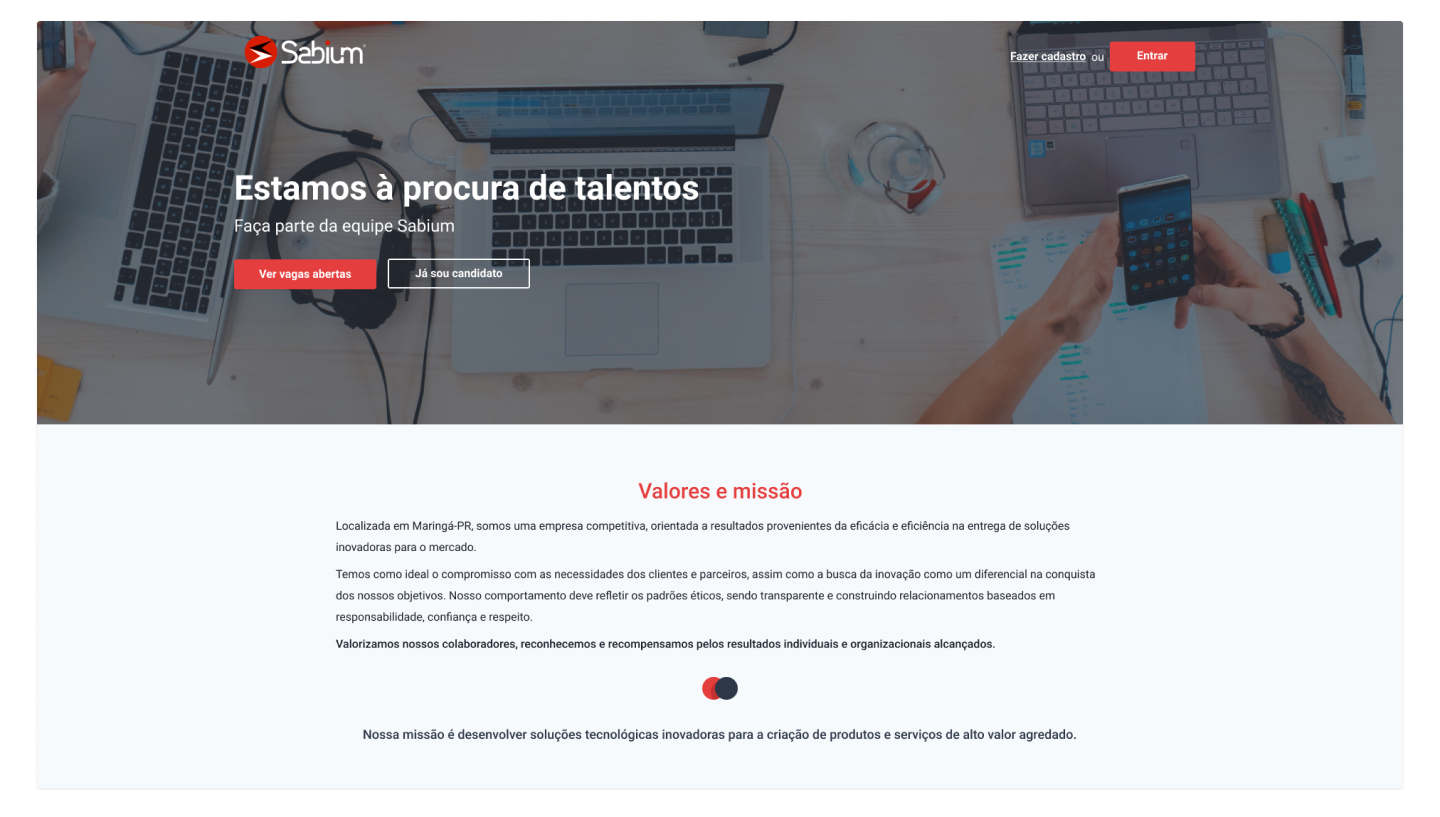 Sabium
Fazer cadastro ou Entrar
Estamos à procura de talentos
Faça parte da equipe Sabium
Ver vagas abertas
Já sou candidato
Valores e missão
Localizada em Maringá-PR, somos uma empresa competitiva, orientada a resultados provenientes da eficácia e eficiência na entrega de soluções
inovadoras para o mercado.
Temos como ideal o compromisso com as necessidades dos clientes e parceiros, assim como a busca da inovação como um diferencial na conquista
dos nossos objetivos. Nosso comportamento deve refletir os padrões éticos, sendo transparente e construindo relacionamentos baseados em
responsabilidade, confiança e respeito.
Valorizamos nossos colaboradores, reconhecemos e recompensamos pelos resultados individuais e organizacionais alcançados.
Nossa missão é desenvolver soluções tecnológicas inovadoras para a criação de produtos e serviços de alto valor agredado.